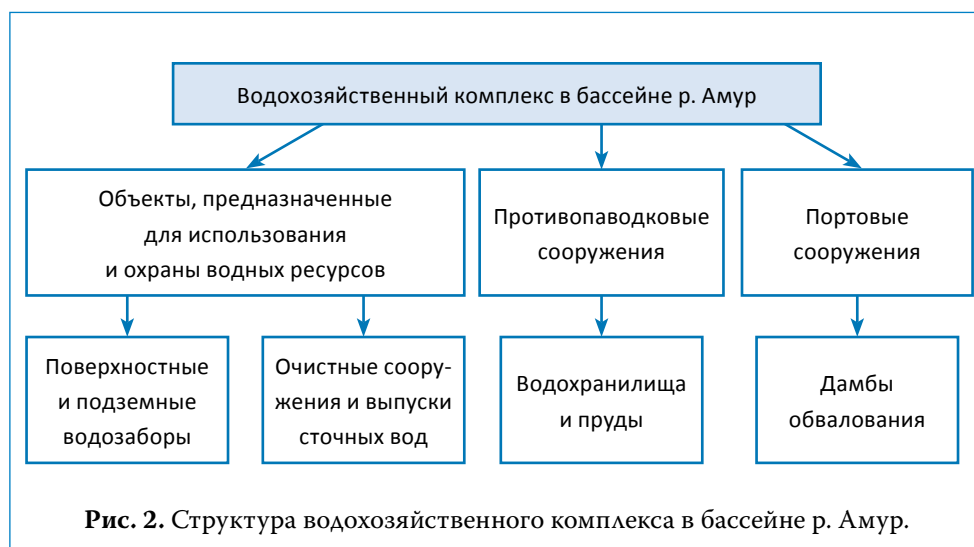 Водохозяйственный комплекс в бассейне р. Амур
Объекты, предназначенные
для использования
и охраны водных ресурсов
Противопаводковые
сооружения
Портовые
сооружения
Поверхностные
и подземные
водозаборы
Очистные соору-
жения и выпуски
сточных вод
Водохранилища
и пруды
Дамбы
обвалования
Рис. 2. Структура водохозяйственного комплекса в бассейне р. Амур.